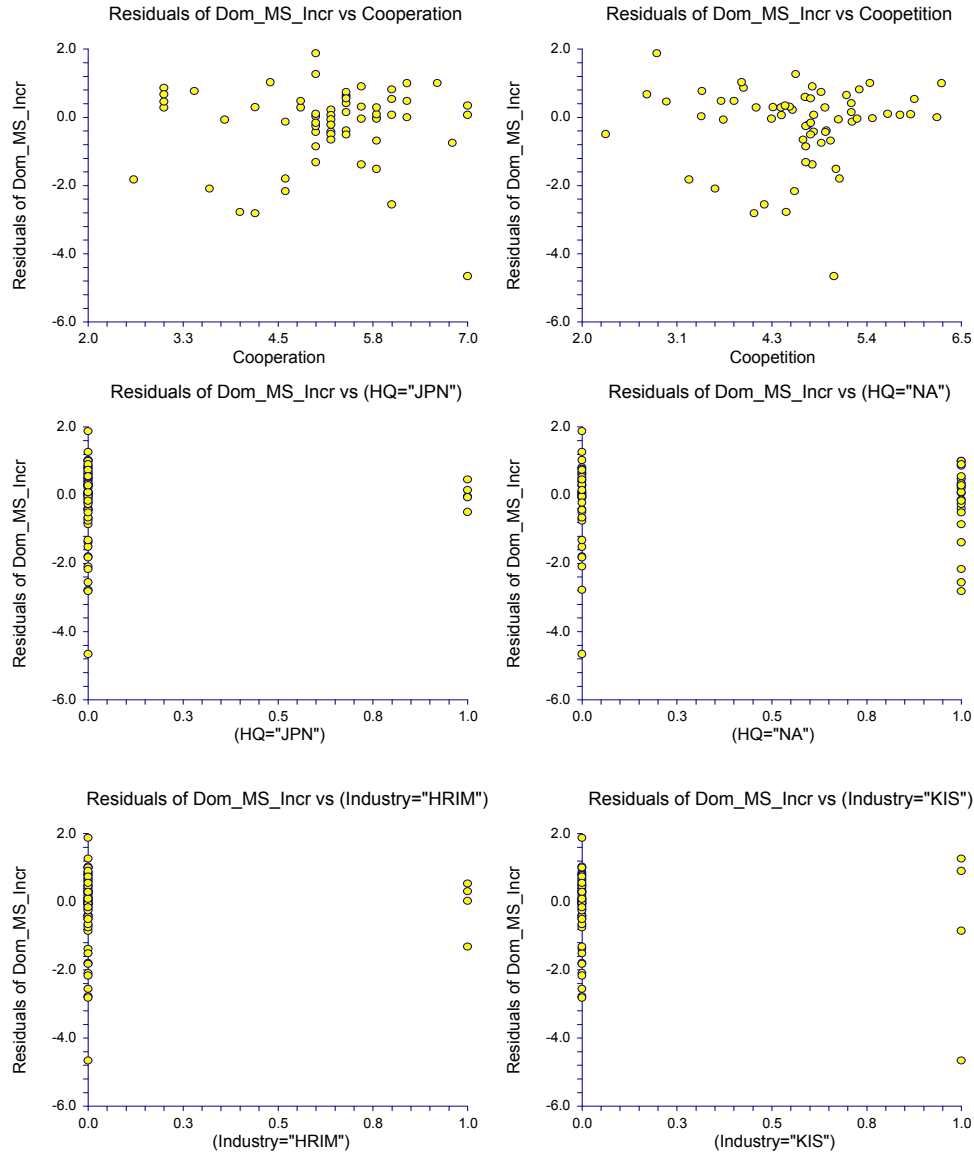 Residuals of Dom_MS_Incr vs Cooperation
Residuals of Dom_MS_Incr
2.0
0.0
-2.0
-4.0
-6.0
2.0 3.3 4.5 5.8 7.0
Cooperation
Residuals of Dom_MS_Incr vs Coopetition
Residuals of Dom_MS_Incr
2.0
0.0
-2.0
-4.0
-6.0
2.0 3.1 4.3 5.4 6.5
Coopetition
Residuals of Dom_MS_Incr vs (HQ="JPN")
Residuals of Dom_MS_Incr
2.0
0.0
-2.0
-4.0
-6.0
0.0 0.3 0.5 0.8 1.0
(HQ="JPN")
Residuals of Dom_MS_Incr vs (HQ="NA")
Residuals of Dom_MS_Incr
2.0
0.0
-2.0
-4.0
-6.0
0.0 0.3 0.5 0.8 1.0
(HQ="NA")
Residuals of Dom_MS_Incr vs (Industry="HRIM")
Residuals of Dom_MS_Incr
2.0
0.0
-2.0
-4.0
-6.0
0.0 0.3 0.5 0.8 1.0
(Industry="HRIM")
Residuals of Dom_MS_Incr vs (Industry="KIS")
Residuals of Dom_MS_Incr
2.0
0.0
-2.0
-4.0
-6.0
0.0 0.3 0.5 0.8 1.0
(Industry="KIS")